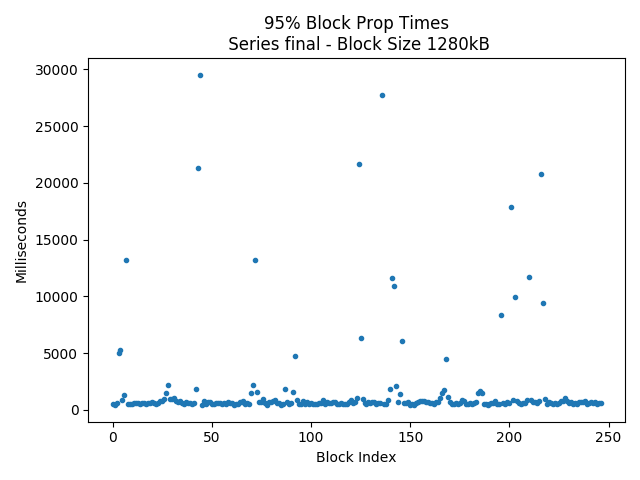 95% Block Prop Times
Series final - Block Size 1280kB
30000
25000
20000
15000
10000
5000
0
Milliseconds
0 50 100 150 200 250
Block Index